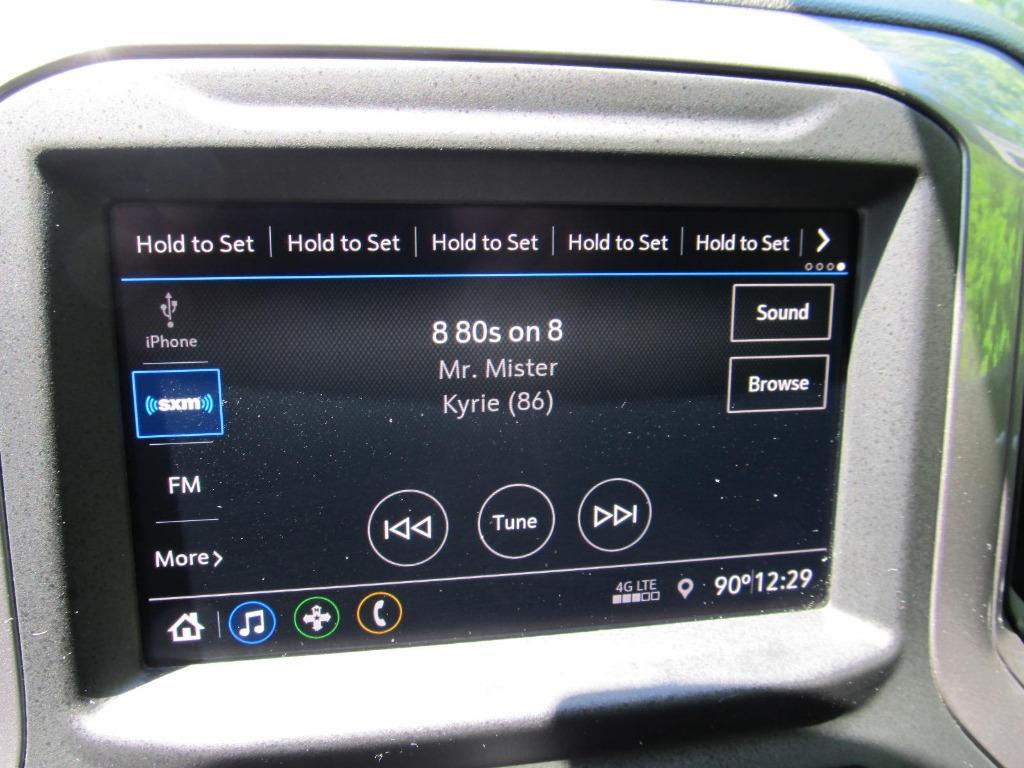 Hold to Set Hold to Set Hold to Set Hold to Set Hold to Set
iPhone
Sound
8 80s on 8
Mr. Mister
Browse
sxm
Kyrie (86)
FM
Tune
More
4G LTE
90° 12:29